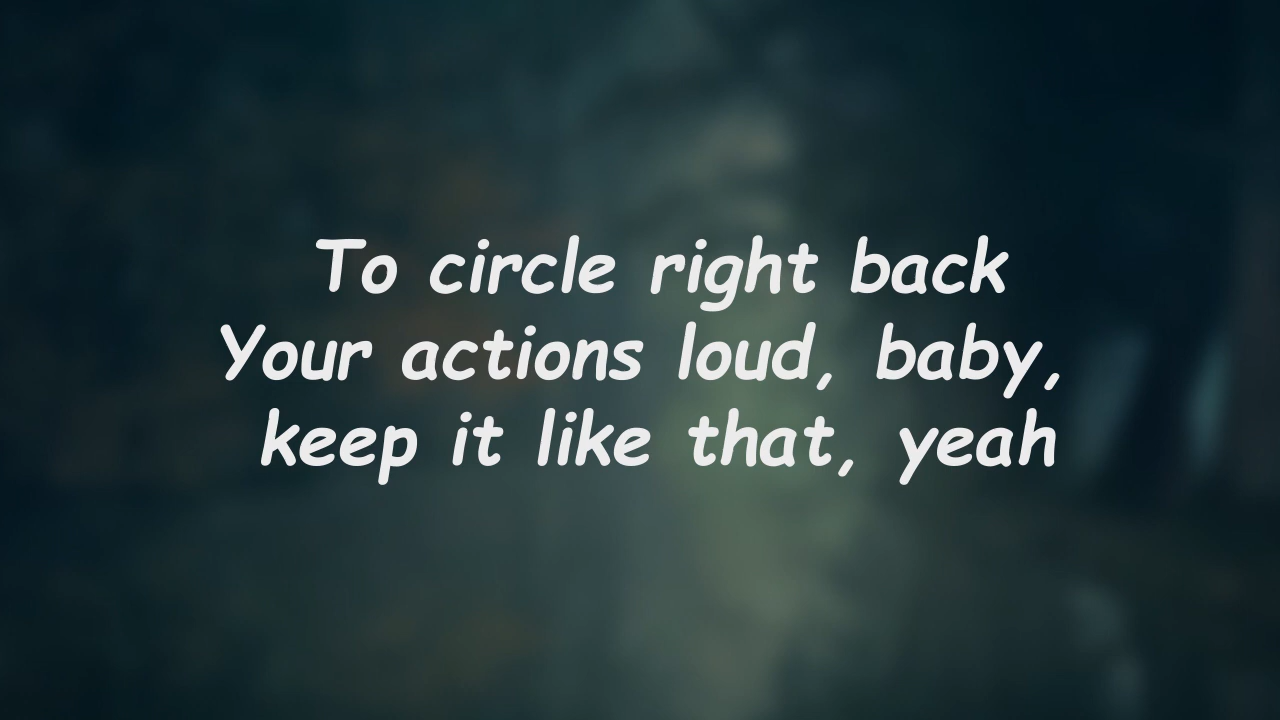 To circle right back
Your actions loud, baby,
keep it like that, yeah